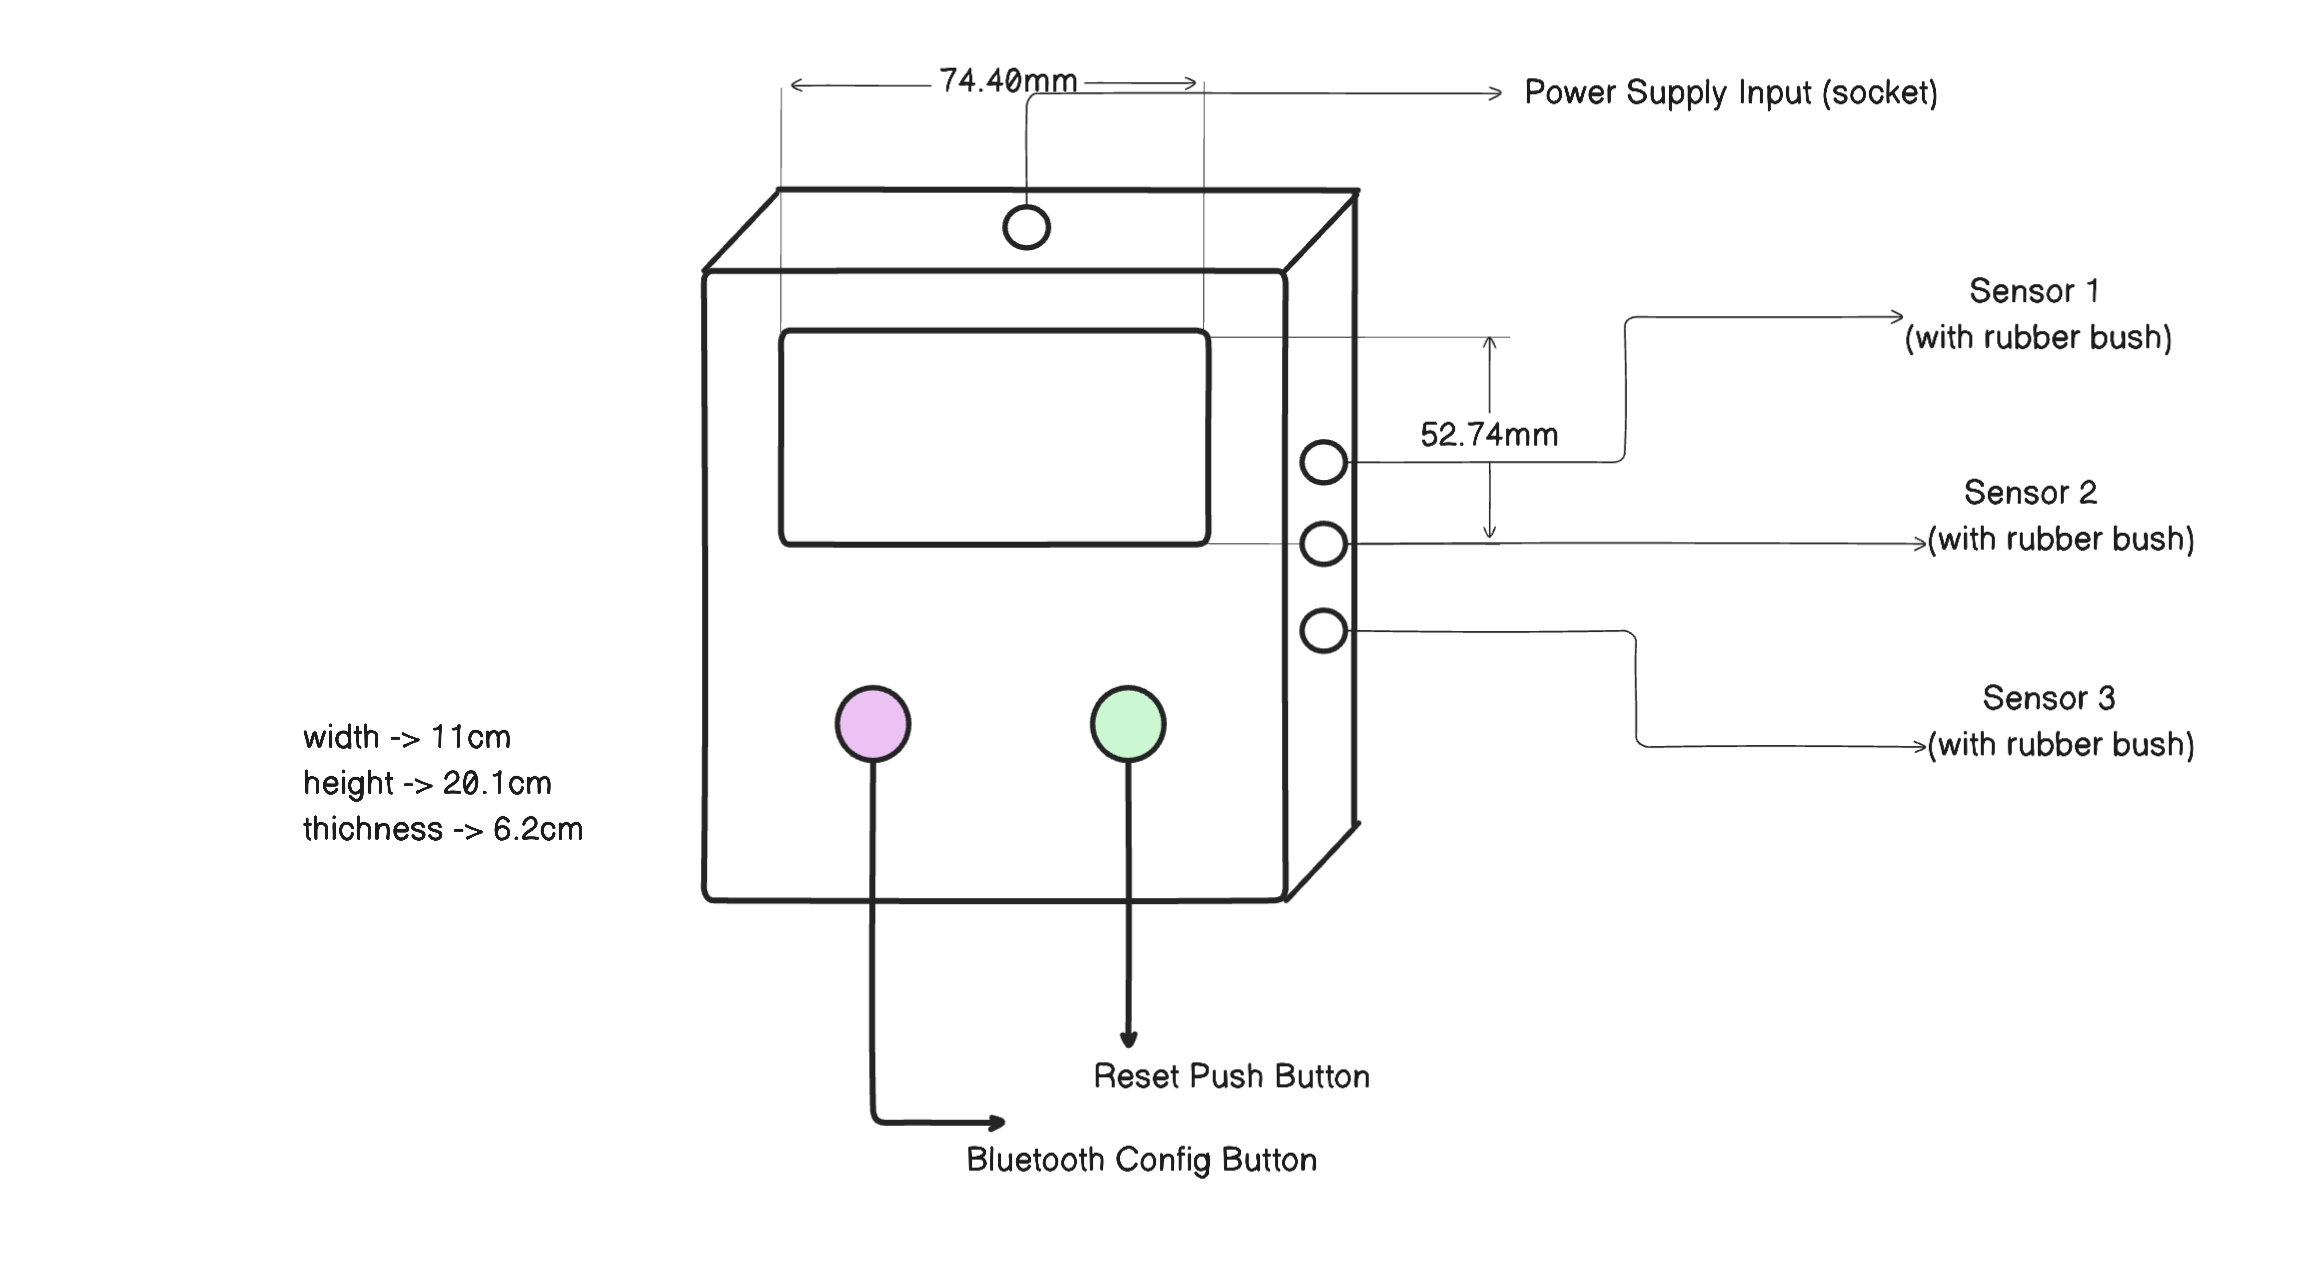 74.40mm
Power Supply Input (socket)
Sensor 1
(with rubber bush)
52.74mm
Sensor 2
(with rubber bush)
Sensor 3
(with rubber bush)
width -> 11cm
height -> 20.1cm
thichness -> 6.2cm
Reset Push Button
Bluetooth Config Button